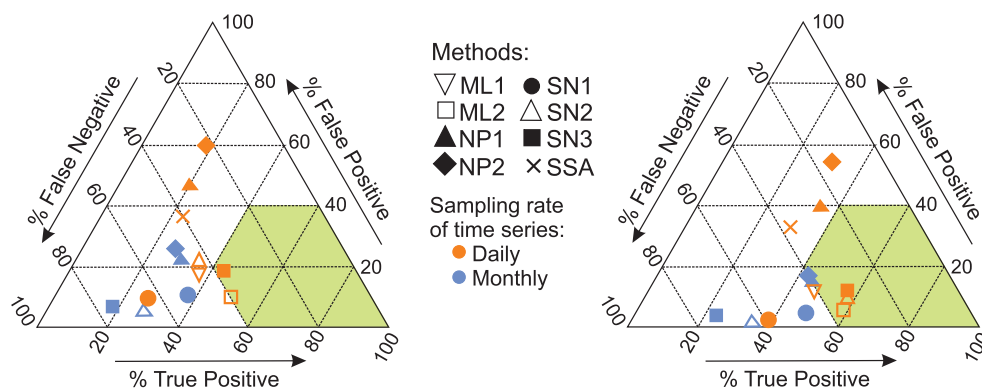 100
20
80
% False Negative
% False Positive
40
60
60
40
80
20
100
20
40
60
80
100
% True Positive
Methods:
ML1 SN1
ML2 SN2
NP1 SN3
NP2 SSA
Sampling rate
of time series:
Daily
Monthly
100
20
80
% False Negative
% False Positive
40
60
60
40
80
20
100
20
40
60
80
100
% True Positive